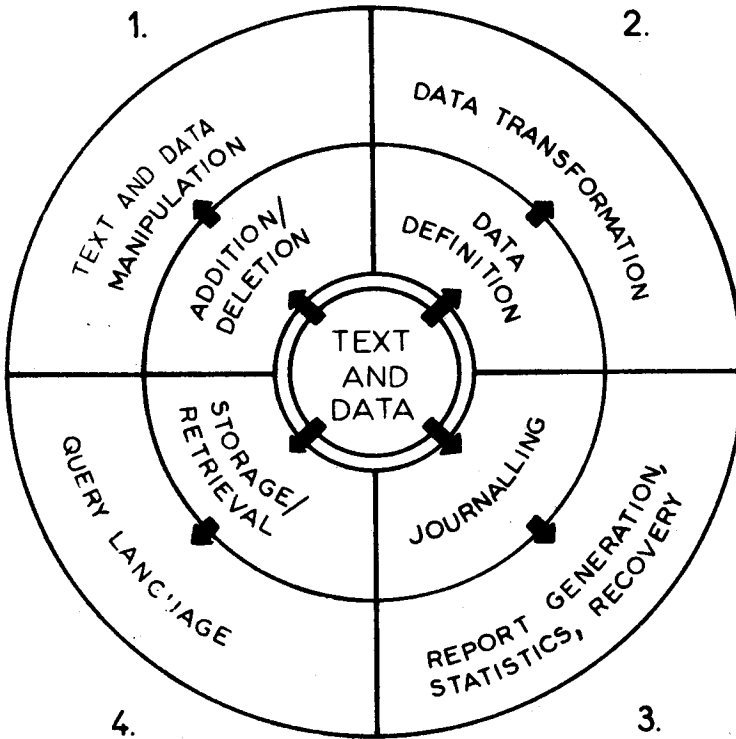 1.
2.
TEXT AND DATA
MANIPULATION
ADDITION/
DELETION
DATA TRANSFORMATION
DATA
DEFINITION
TEXT
AND
DATA
STORAGE/
RETRIEVAL
QUERY LANGUAGE
JOURNALLING
REPORT GENERATION,
STATISTICS, RECOVERY
4.
3.